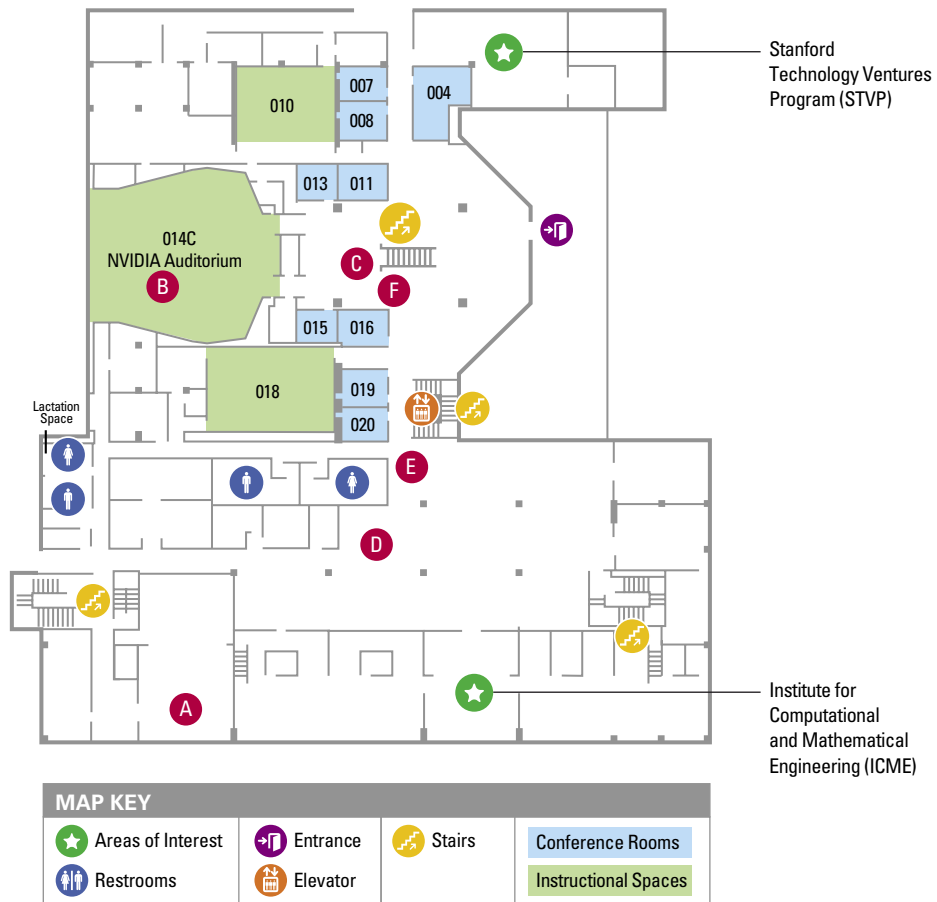 Stanford
Technology Ventures
Program (STVP)
007
004
010
008
013
011
014C
NVIDIA Auditorium
B
C
F
015
016
018
019
020
Lactation
Space
E
D
A
Institute for
Computational
and Mathematical
Engineering (ICME)
MAP KEY
Areas of Interest
Entrance
Stairs
Conference Rooms
Restrooms
Elevator
Instructional Spaces